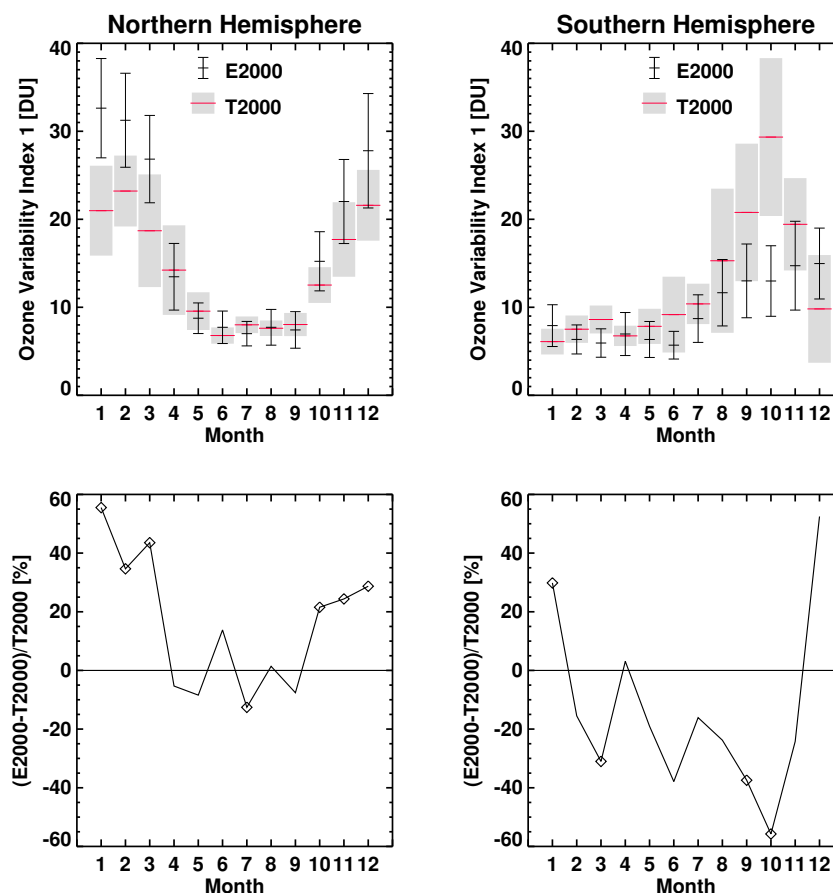 Northern Hemisphere
Ozone Variability Index 1 [DU]
40
30
20
10
0
E2000
T2000
1 2 3 4 5 6 7 8 9 10 11 12
Month
Southern Hemisphere
Ozone Variability Index 1 [DU]
40
30
20
10
0
E2000
T2000
1 2 3 4 5 6 7 8 9 10 11 12
Month
(E2000-T2000)/T2000 [%]
60
40
20
0
-20
-40
-60
1 2 3 4 5 6 7 8 9 10 11 12
Month
(E2000-T2000)/T2000 [%]
60
40
20
0
-20
-40
-60
1 2 3 4 5 6 7 8 9 10 11 12
Month